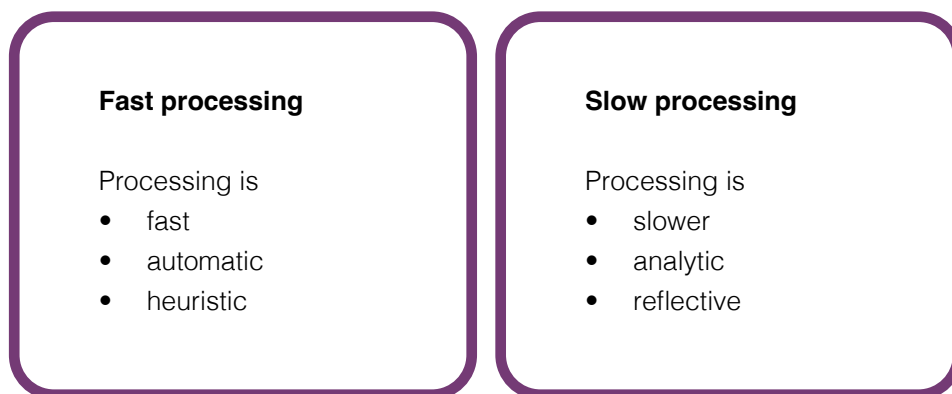 Fast processing
Processing is
• fast
• automatic
• heuristic
Slow processing
Processing is
• slower
• analytic
• reflective